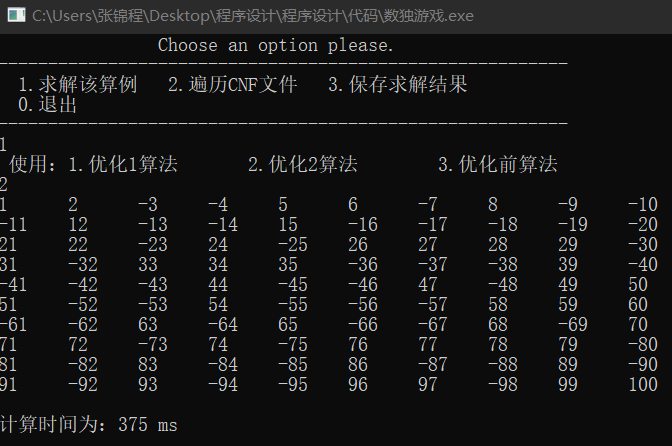 C:\Users\张锦程\Desktop\程序设计\程序设计\代码\数独游戏.exe
Choose an option please.
---------------------------------------------------------
1.求解该算例 2.遍历CNF文件 3.保存求解结果
0.退出
---------------------------------------------------------
1
使用: 1.优化1算法 2.优化2算法 3.优化前算法
2
1 2 -3 -4 5 6 -7 8 -9 -10
-11 12 -13 -14 15 -16 -17 -18 -19 -20
21 22 -23 24 -25 26 27 28 29 -30
31 -32 33 34 35 -36 -37 -38 39 -40
-41 -42 -43 44 -45 -46 47 -48 49 50
51 -52 -53 54 -55 -56 -57 58 59 60
-61 -62 63 -64 65 -66 -67 68 -69 70
71 72 -73 74 -75 76 77 78 79 -80
81 -82 83 -84 -85 86 -87 -88 89 -90
91 -92 93 -94 -95 96 97 -98 99 100
计算时间为: 375 ms